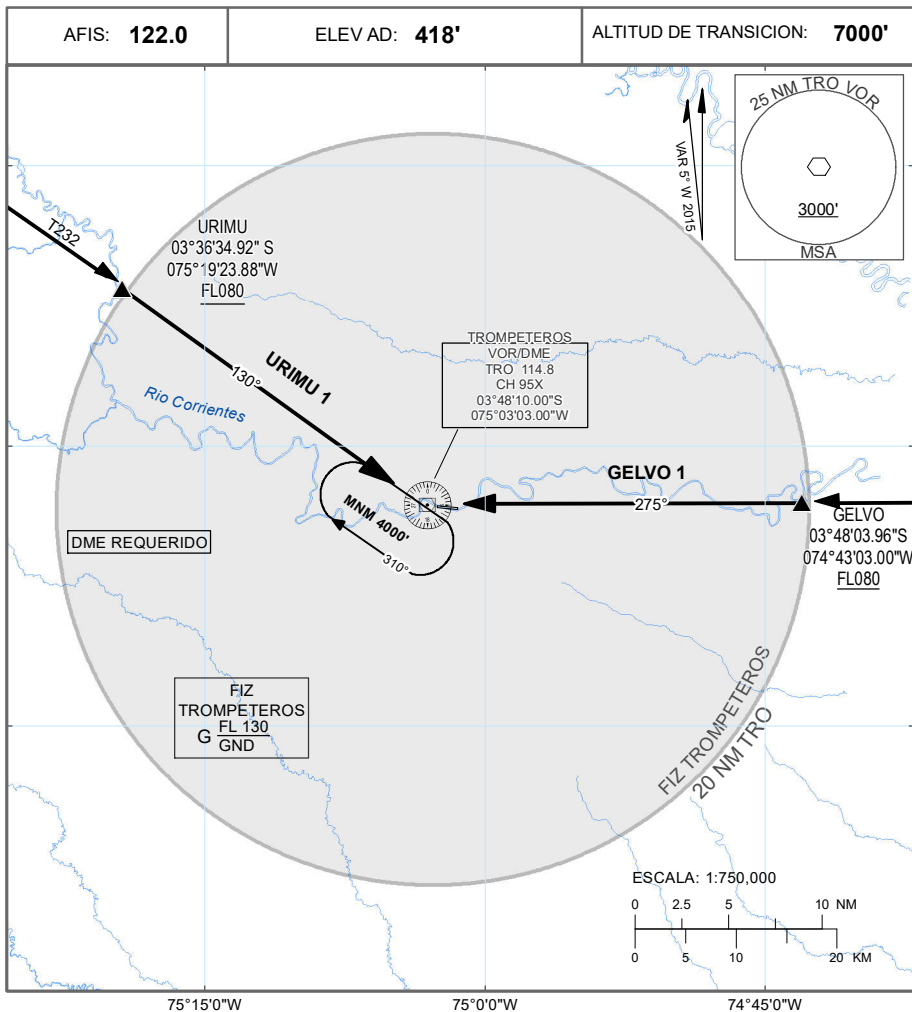 AFIS: 122.0
ELEV AD: 418'
ALTITUD DE TRANSICION: 7000'
25 NM TRO VOR
3000'
MSA
VAR 5° W 2015
T232
URIMU
03°36'34.92" S
075°19'23.88"W
FL080
URIMU 1
130°
Rio Corrientes
TROMPETEROS
VOR/DME
TRO 114.8
CH 95X
03°48'10.00"S
075°03'03.00"W
GELVO 1
275°
GELVO
03°48'03.96"S
074°43'03.00"W
FL080
MNM 4000'
310°
DME REQUERIDO
FIZ
TROMPETEROS
G FL 130
GND
FIZ TROMPETEROS
20 NM TRO
ESCALA: 1:750,000
0 2.5 5 10 NM
0 5 10 20 KM
75°15'0"W 75°0'0"W 74°45'0"W